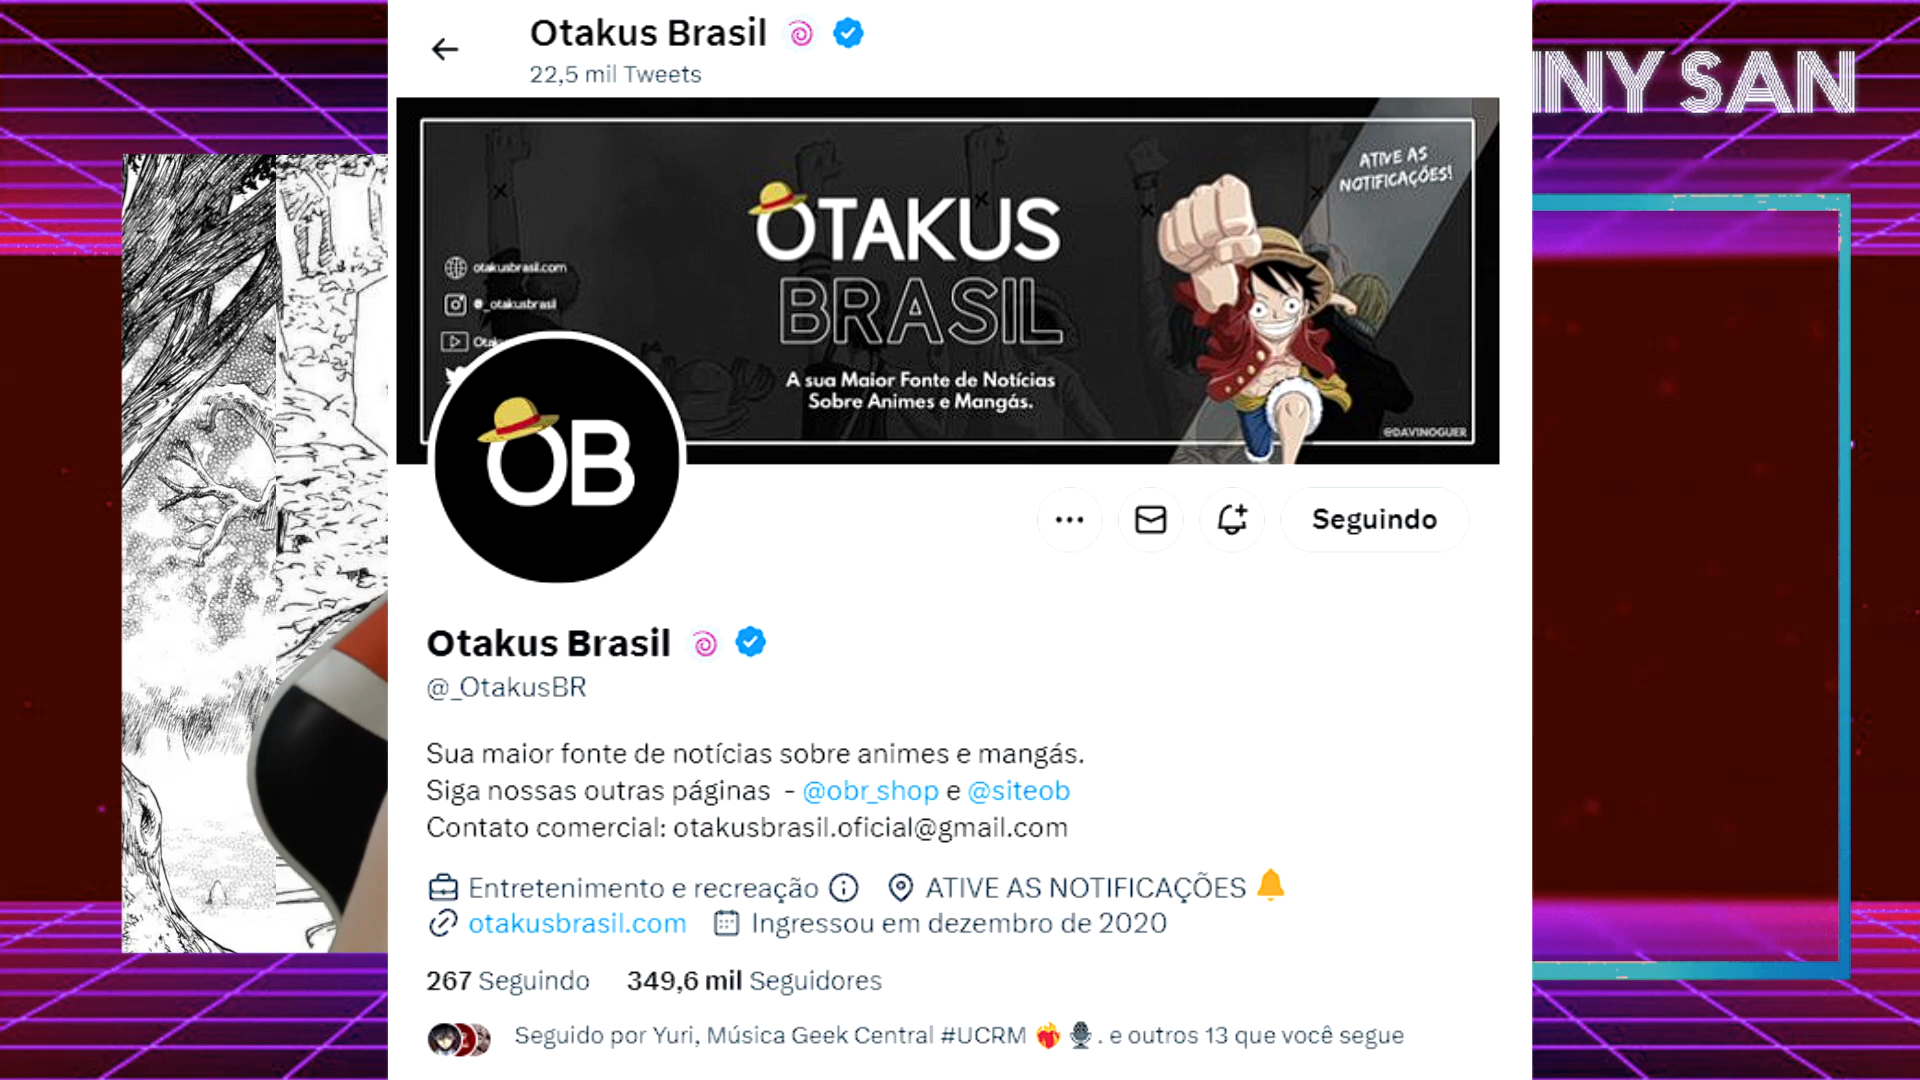 Otakus Brasil
22,5 mil Tweets
INY SAN
ATIVE AS
NOTIFICAÇÕES!
OTAKUS
BRASIL
A sua Maior Fonte de Notícias
Sobre Animes e Mangás.
otakusbrasil.com
@_otakusbrasil
@DAVINOGUER
OB
Seguindo
Otakus Brasil
@_OtakusBR
Sua maior fonte de notícias sobre animes e mangás.
Siga nossas outras páginas - @obr_shop e @siteob
Contato comercial: otakusbrasil.oficial@gmail.com
Entretenimento e recreação ATIVE AS NOTIFICAÇÕES
otakusbrasil.com Ingressou em dezembro de 2020
267 Seguindo 349,6 mil Seguidores
Seguido por Yuri, Música Geek Central #UCRM . e outros 13 que você segue